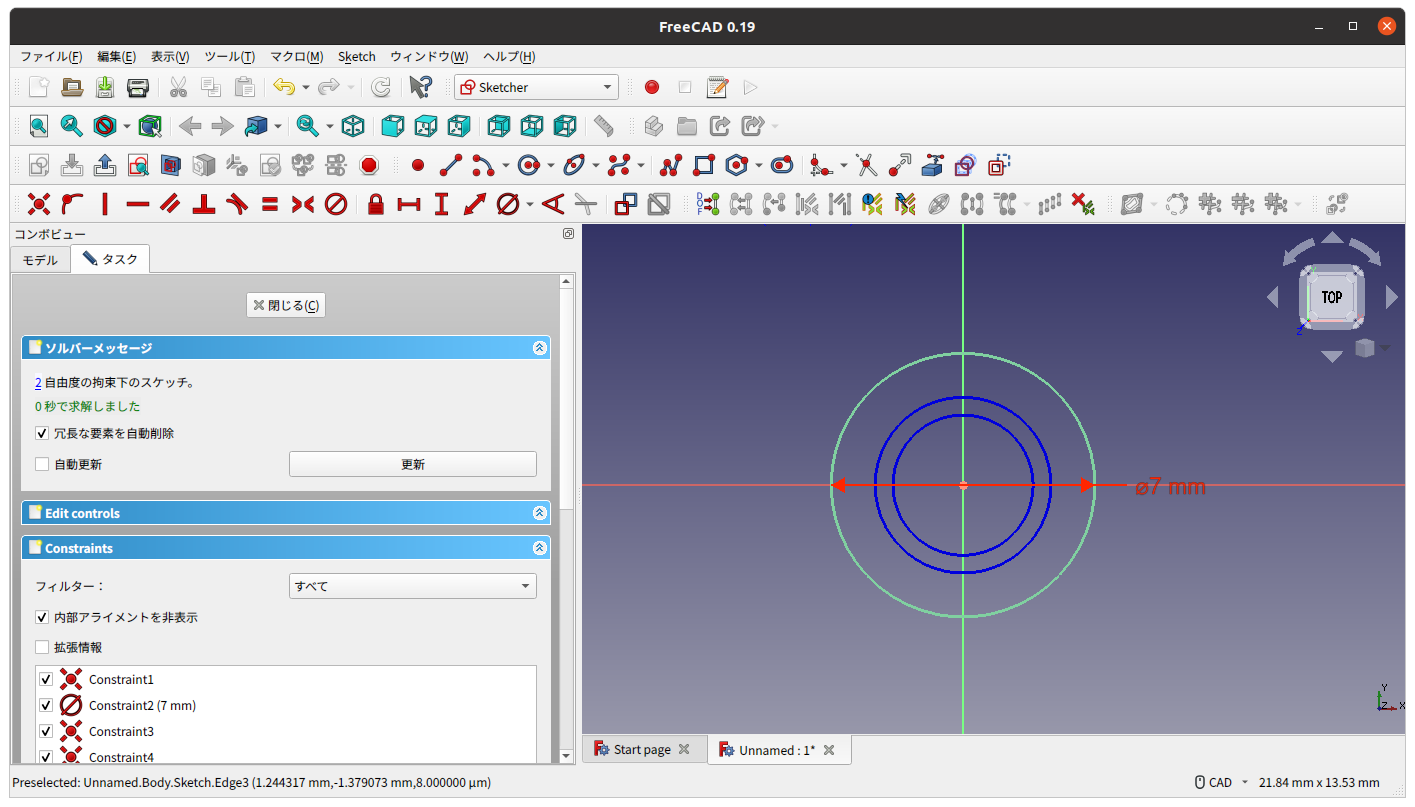 FreeCAD 0.19
ファイル(F) 編集(E) 表示(V) ツール(T) マクロ(M) Sketch ウィンドウ(W) ヘルプ(H)
Sketcher
コンボビュー
モデル タスク
閉じる(C)
ソルバーメッセージ
2 自由度の拘束下のスケッチ。
0 秒で求解しました
冗長な要素を自動削除
自動更新 更新
Edit controls
Constraints
フィルター： すべて
内部アライメントを非表示
拡張情報
Constraint1
Constraint2 (7 mm)
Constraint3
Constraint4
TOP
Z
⌀7 mm
Y
Z X
Start page Unnamed : 1*
Preselected: Unnamed.Body.Sketch.Edge3 (1.244317 mm,-1.379073 mm,8.000000 μm) CAD 21.84 mm x 13.53 mm